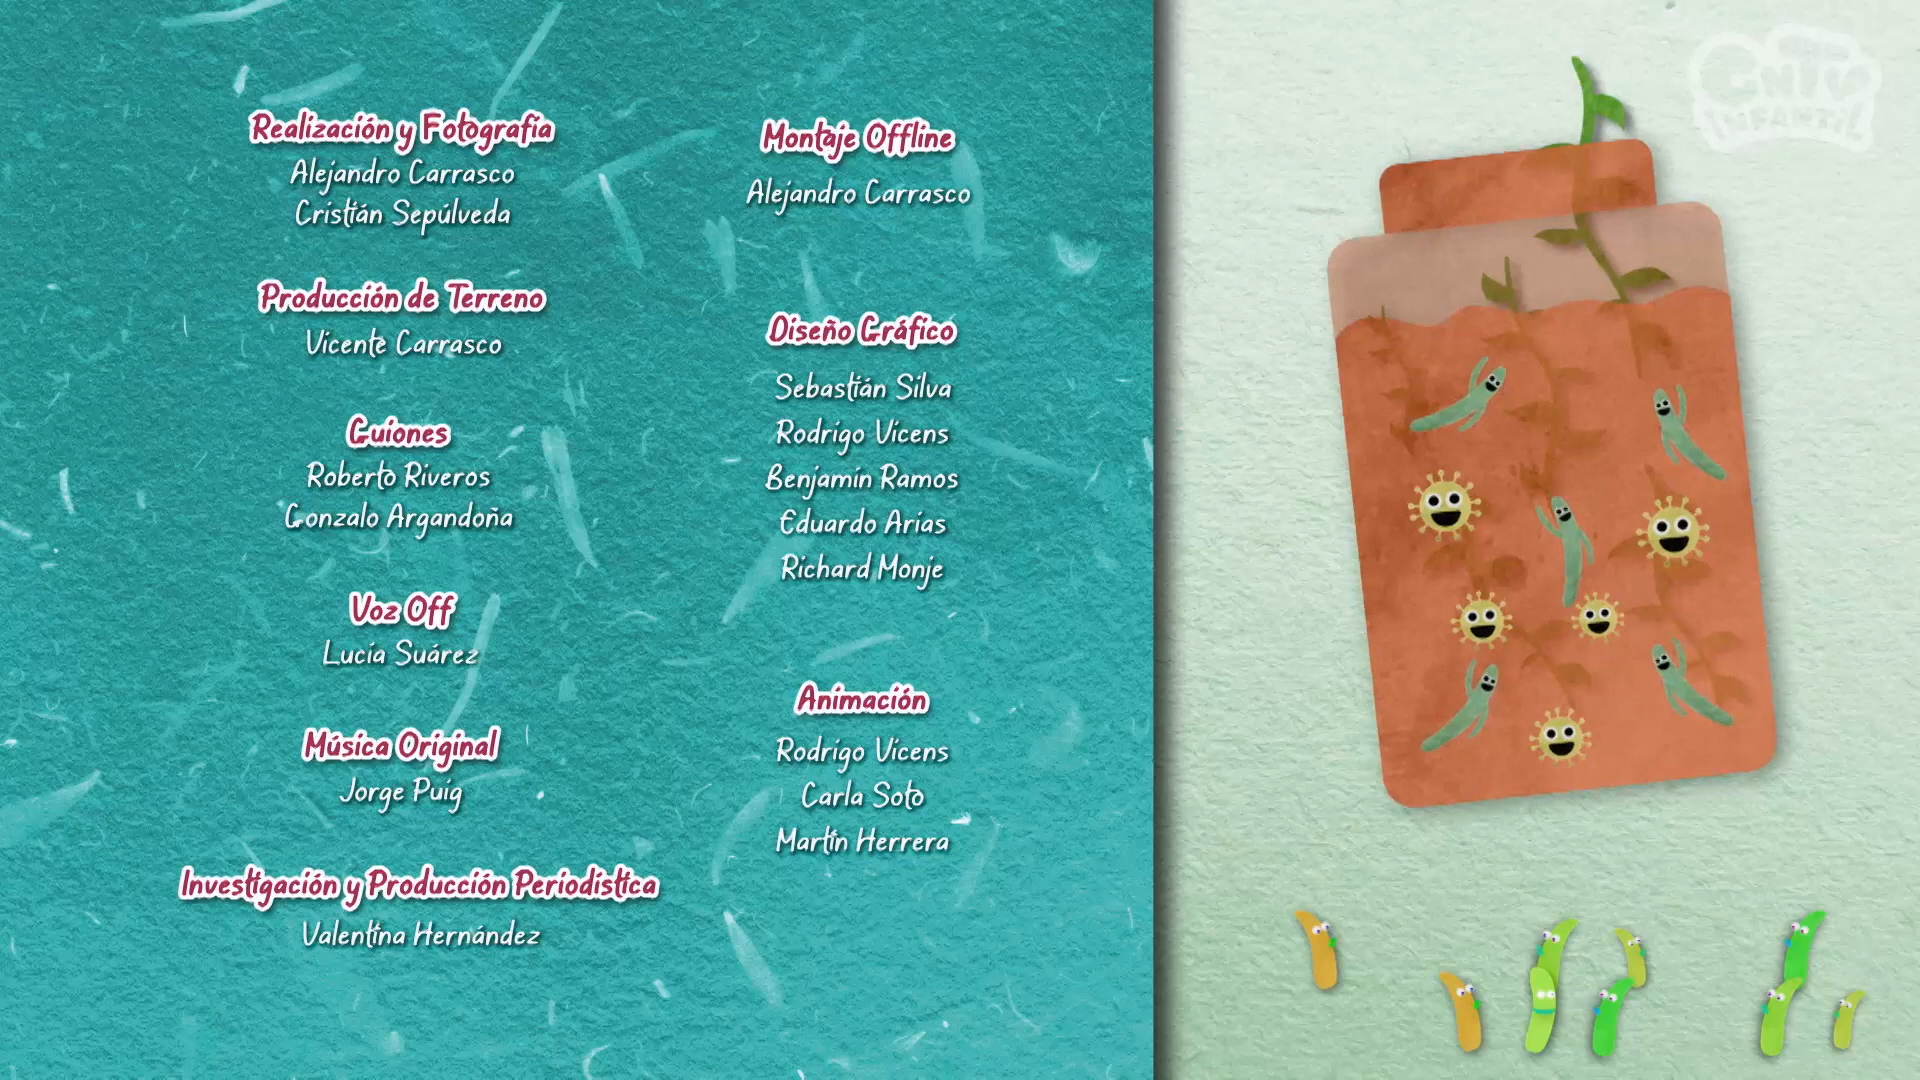 Realización y Fotografía
Alejandro Carrasco
Cristián Sepúlveda
Producción de Terreno
Vicente Carrasco
Guiones
Roberto Riveros
Gonzalo Argandoña
Voz Off
Lucía Suárez
Música Original
Jorge Puig
Investigación y Producción Periodística
Valentina Hernández
Montaje Offline
Alejandro Carrasco
Diseño Gráfico
Sebastián Silva
Rodrigo Vicens
Benjamín Ramos
Eduardo Arias
Richard Monje
Animación
Rodrigo Vicens
Carla Soto
Martín Herrera
CNTV
INFANTIL